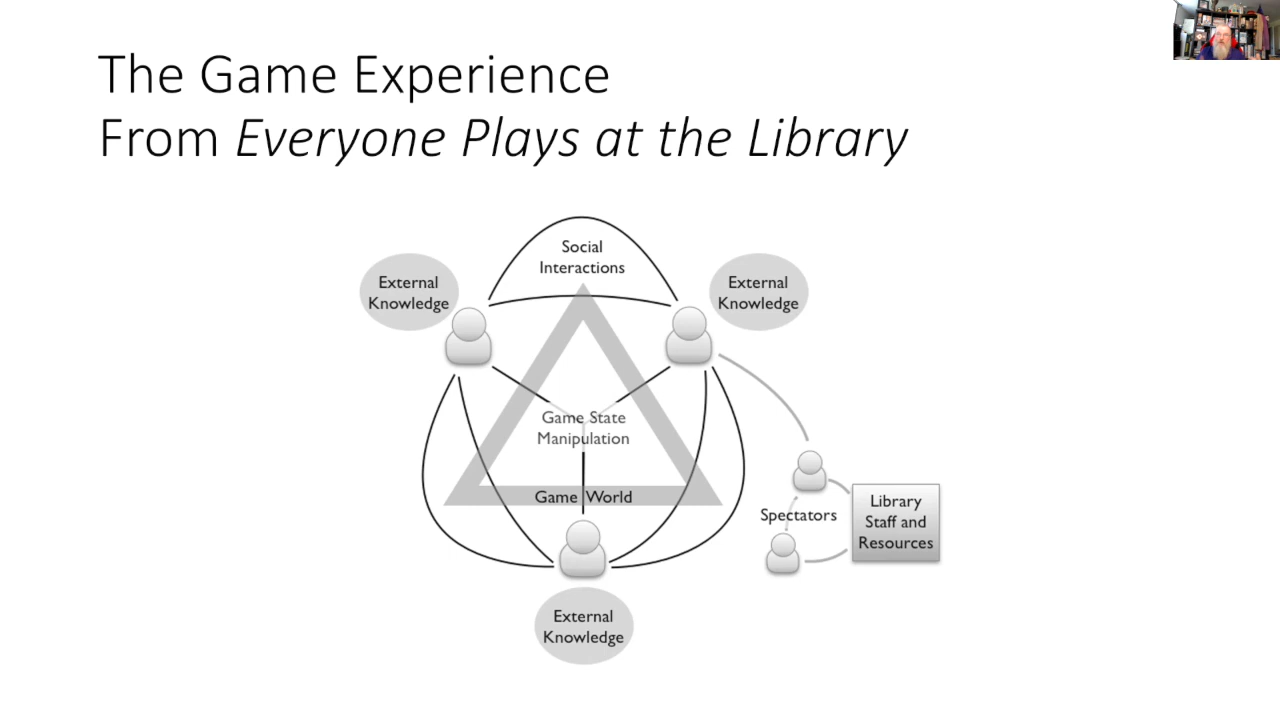 The Game Experience
From Everyone Plays at the Library
Social
Interactions
External
Knowledge
External
Knowledge
Game State
Manipulation
Game World
Spectators
Library
Staff and
Resources
External
Knowledge